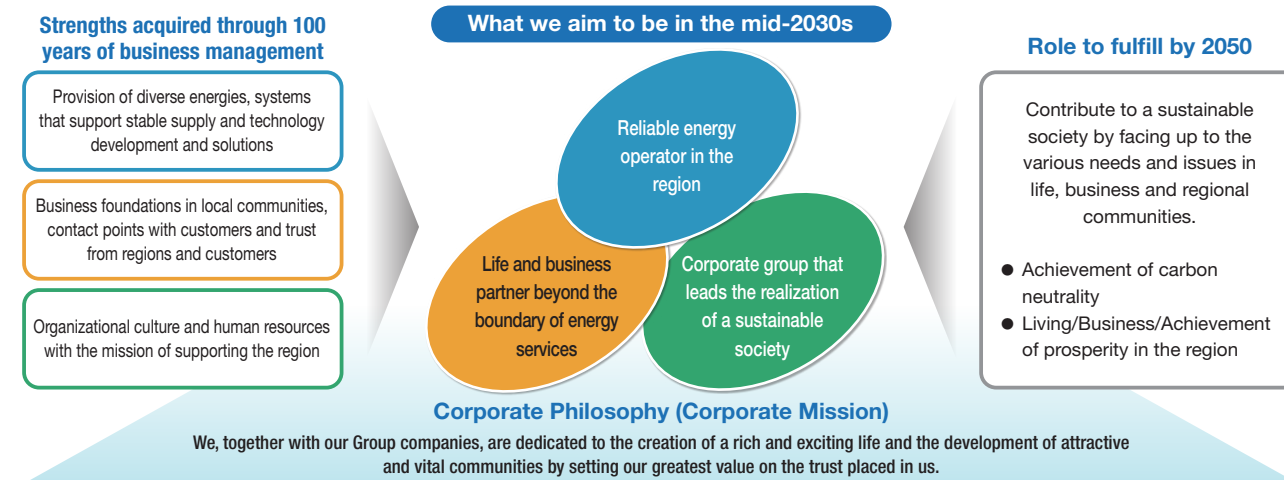 Strengths acquired through 100
years of business management
Provision of diverse energies, systems
that support stable supply and technology
development and solutions
Business foundations in local communities,
contact points with customers and trust
from regions and customers
Organizational culture and human resources
with the mission of supporting the region
What we aim to be in the mid-2030s
Reliable energy
operator in the
region
Life and business
partner beyond the
boundary of energy
services
Corporate group that
leads the realization
of a sustainable
society
Role to fulfill by 2050
Contribute to a sustainable
society by facing up to the
various needs and issues in
life, business and regional
communities.
● Achievement of carbon
neutrality
● Living/Business/Achievement
of prosperity in the region
Corporate Philosophy (Corporate Mission)
We, together with our Group companies, are dedicated to the creation of a rich and exciting life and the development of attractive
and vital communities by setting our greatest value on the trust placed in us.